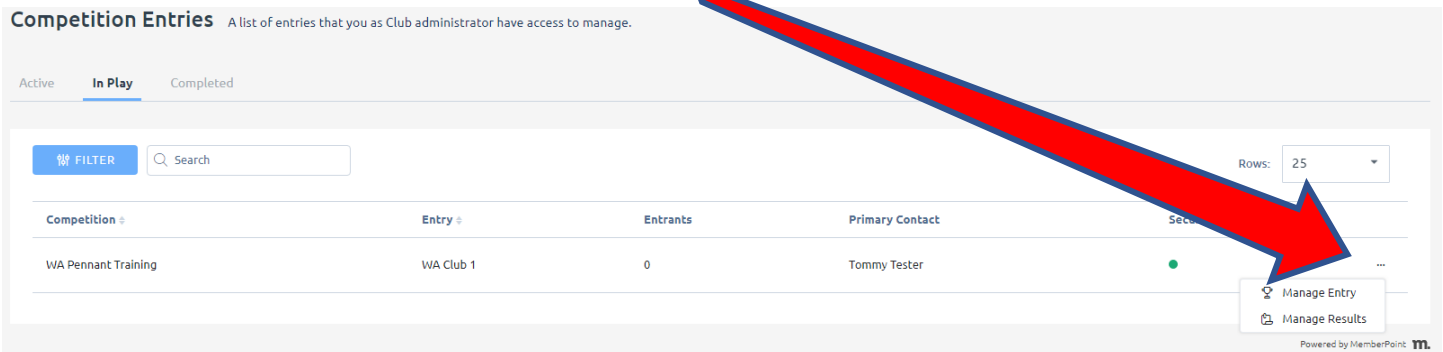 Competition Entries A list of entries that you as Club administrator have access to manage.
Active In Play Completed
FILTER Search Rows: 25
Competition Entry Entrants Primary Contact
WA Pennant Training WA Club 1 0 Tommy Tester ...
Manage Entry
Manage Results
Powered by MemberPoint m.